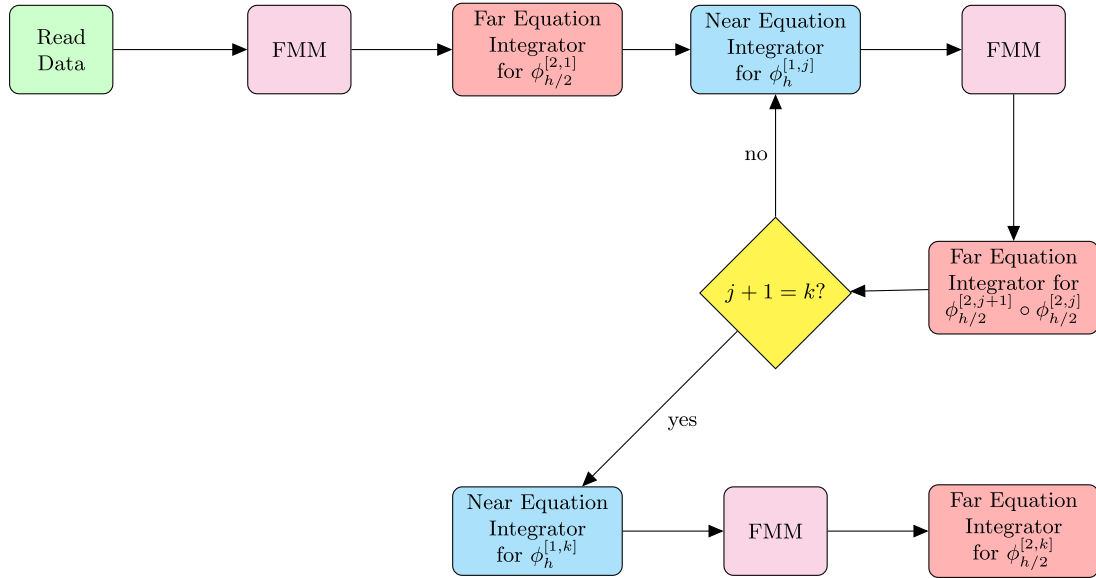 Read
Data
FMM
Far Equation
Integrator
for $\phi_{h/2}^{[2,1]}$
Near Equation
Integrator
for $\phi_{h}^{[1,j]}$
FMM
no
Far Equation
Integrator for
$\phi_{h/2}^{[2,j+1]} \circ \phi_{h/2}^{[2,j]}$
$j + 1 = k$?
yes
Near Equation
Integrator
for $\phi_{h}^{[1,k]}$
FMM
Far Equation
Integrator
for $\phi_{h/2}^{[2,k]}$